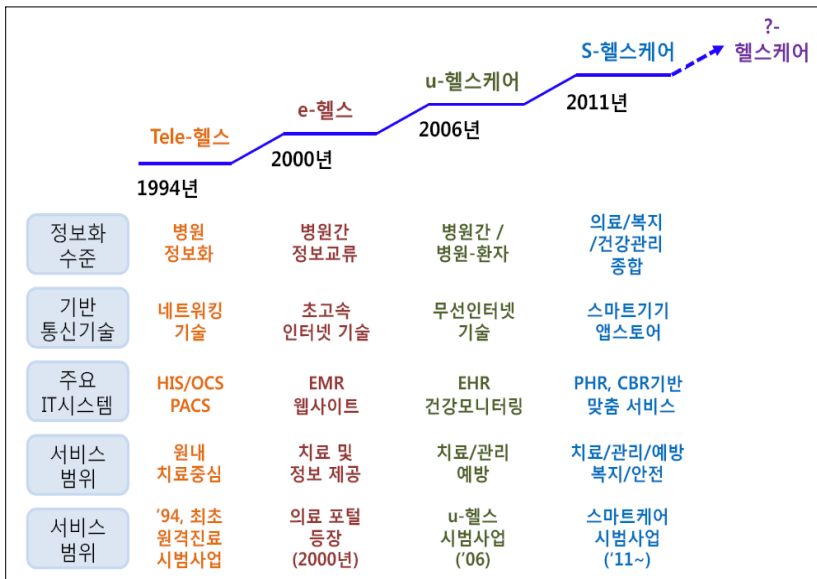 ?-
헬스케어
S-헬스케어
2011년
u-헬스케어
2006년
e-헬스
2000년
Tele-헬스
1994년
정보화
수준
병원
정보화
병원간
정보교류
병원간 /
병원-환자
의료/복지
/건강관리
종합
기반
통신기술
네트워킹
기술
초고속
인터넷 기술
무선인터넷
기술
스마트기기
앱스토어
주요
IT시스템
HIS/OCS
PACS
EMR
웹사이트
EHR
건강모니터링
PHR, CBR기반
맞춤 서비스
서비스
범위
원내
치료중심
치료 및
정보 제공
치료/관리
예방
치료/관리/예방
복지/안전
서비스
범위
'94, 최초
원격진료
시범사업
의료 포털
등장
(2000년)
u-헬스
시범사업
('06)
스마트케어
시범사업
('11~)